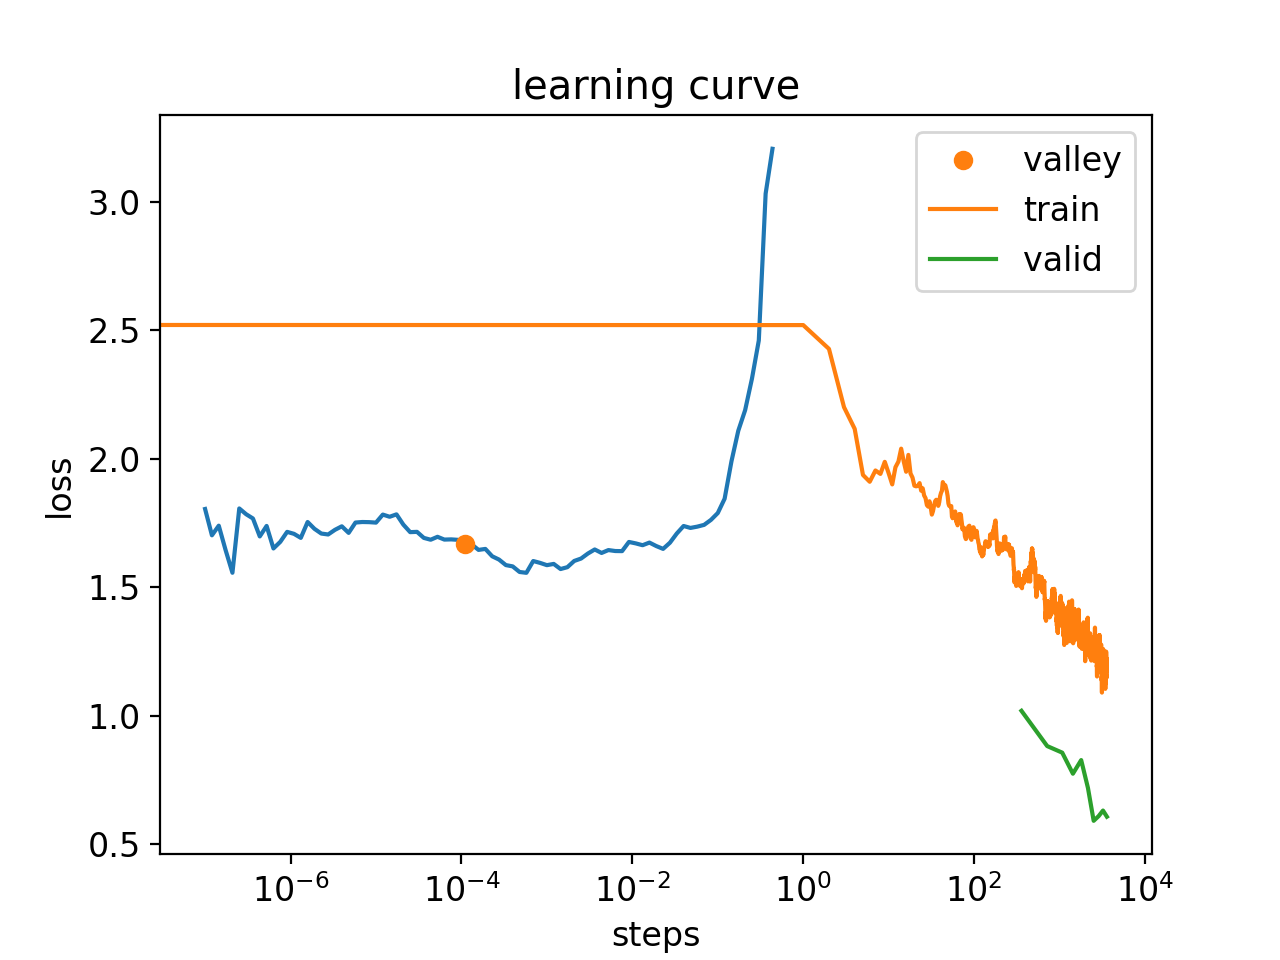 learning curve
valley
train
valid
loss
3.0
2.5
2.0
1.5
1.0
0.5
10⁻⁶ 10⁻⁴ 10⁻² 10⁰ 10² 10⁴
steps